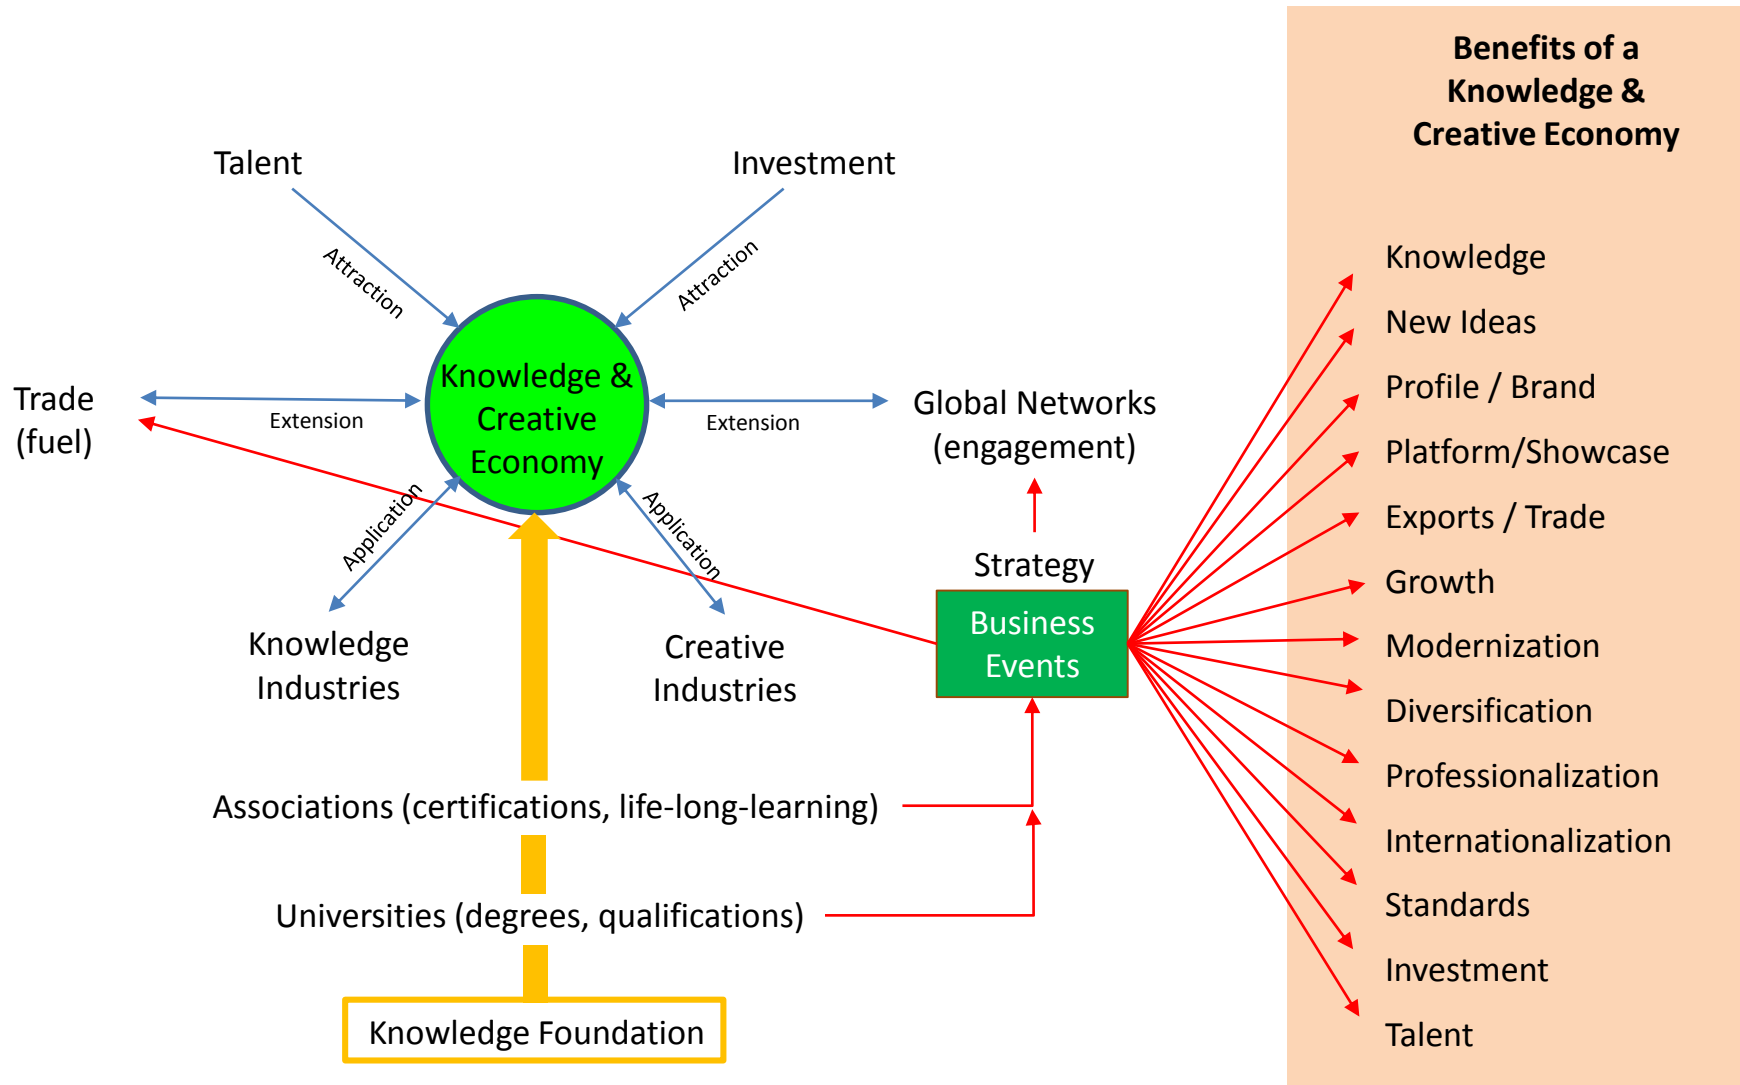 Benefits of a
Knowledge &
Creative Economy
Talent
Investment
Attraction
Attraction
Knowledge &
Creative
Economy
Trade
(fuel)
Extension
Extension
Global Networks
(engagement)
Application
Application
Strategy
Business
Events
Knowledge
Industries
Creative
Industries
Associations (certifications, life-long-learning)
Universities (degrees, qualifications)
Knowledge Foundation
Knowledge
New Ideas
Profile / Brand
Platform/Showcase
Exports / Trade
Growth
Modernization
Diversification
Professionalization
Internationalization
Standards
Investment
Talent